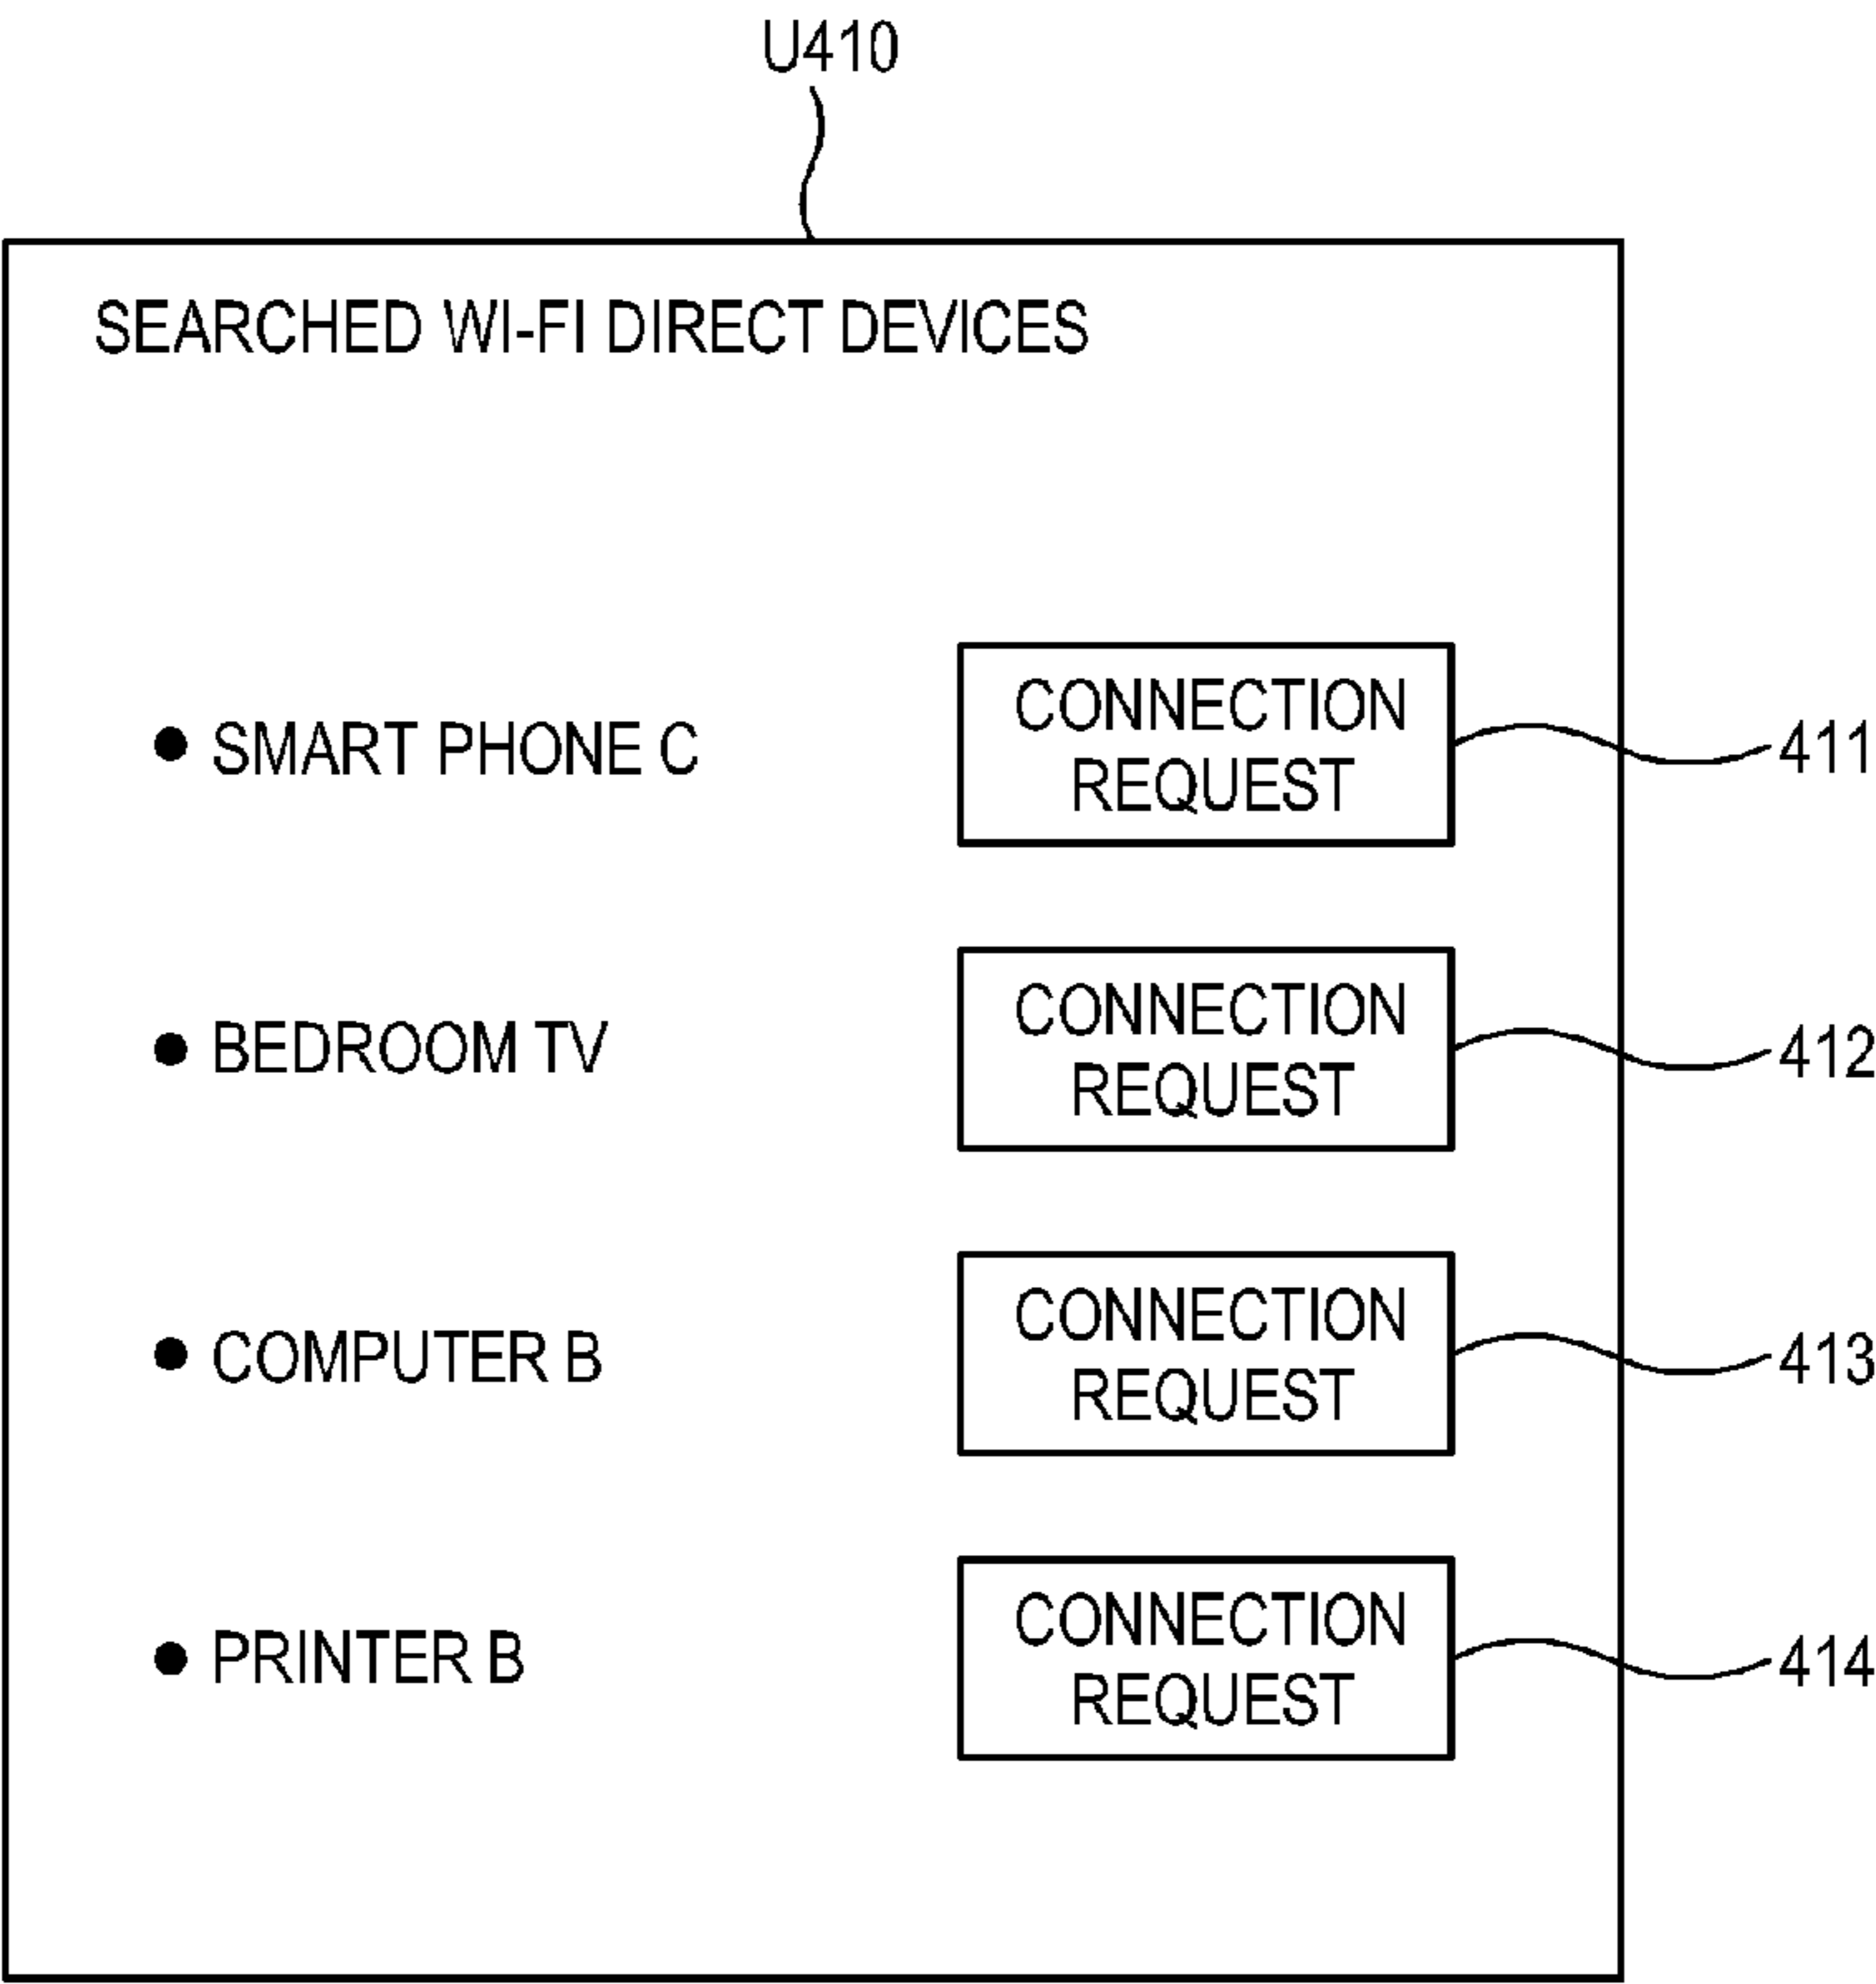 U410
SEARCHED WI-FI DIRECT DEVICES
● SMART PHONE C
CONNECTION
REQUEST
411
● BEDROOM TV
CONNECTION
REQUEST
412
● COMPUTER B
CONNECTION
REQUEST
413
● PRINTER B
CONNECTION
REQUEST
414